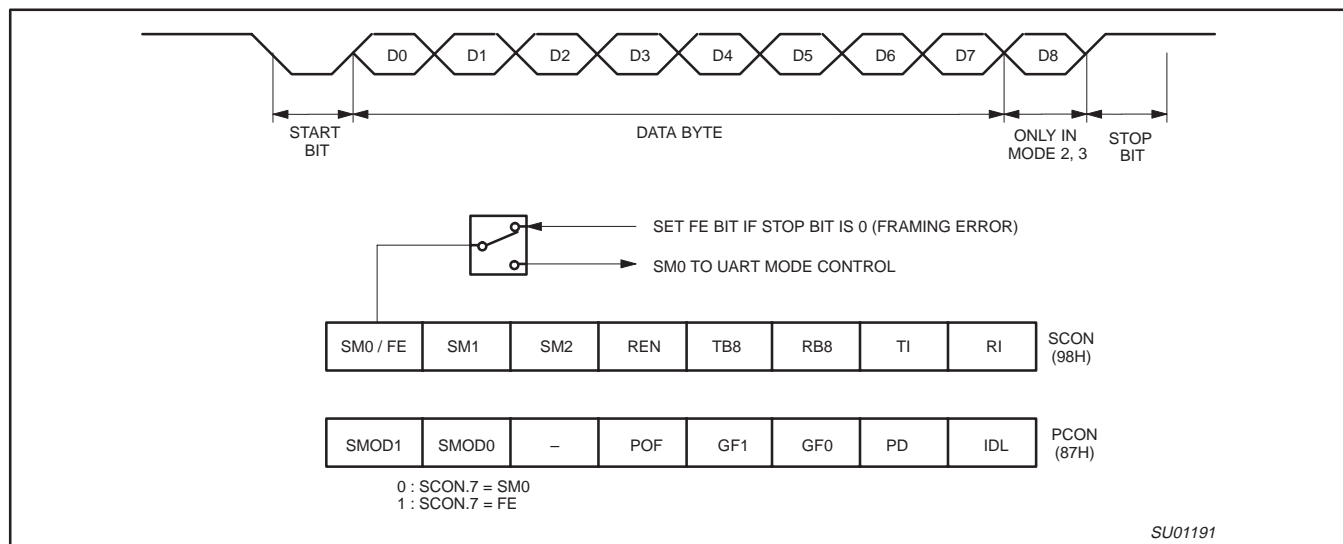 D0 D1 D2 D3 D4 D5 D6 D7 D8
START
BIT
DATA BYTE
ONLY IN
MODE 2, 3
STOP
BIT
SET FE BIT IF STOP BIT IS 0 (FRAMING ERROR)
SM0 TO UART MODE CONTROL
SM0 / FE SM1 SM2 REN TB8 RB8 TI RI
SCON
(98H)
SMOD1 SMOD0 – POF GF1 GF0 PD IDL
PCON
(87H)
0 : SCON.7 = SM0
1 : SCON.7 = FE
SU01191